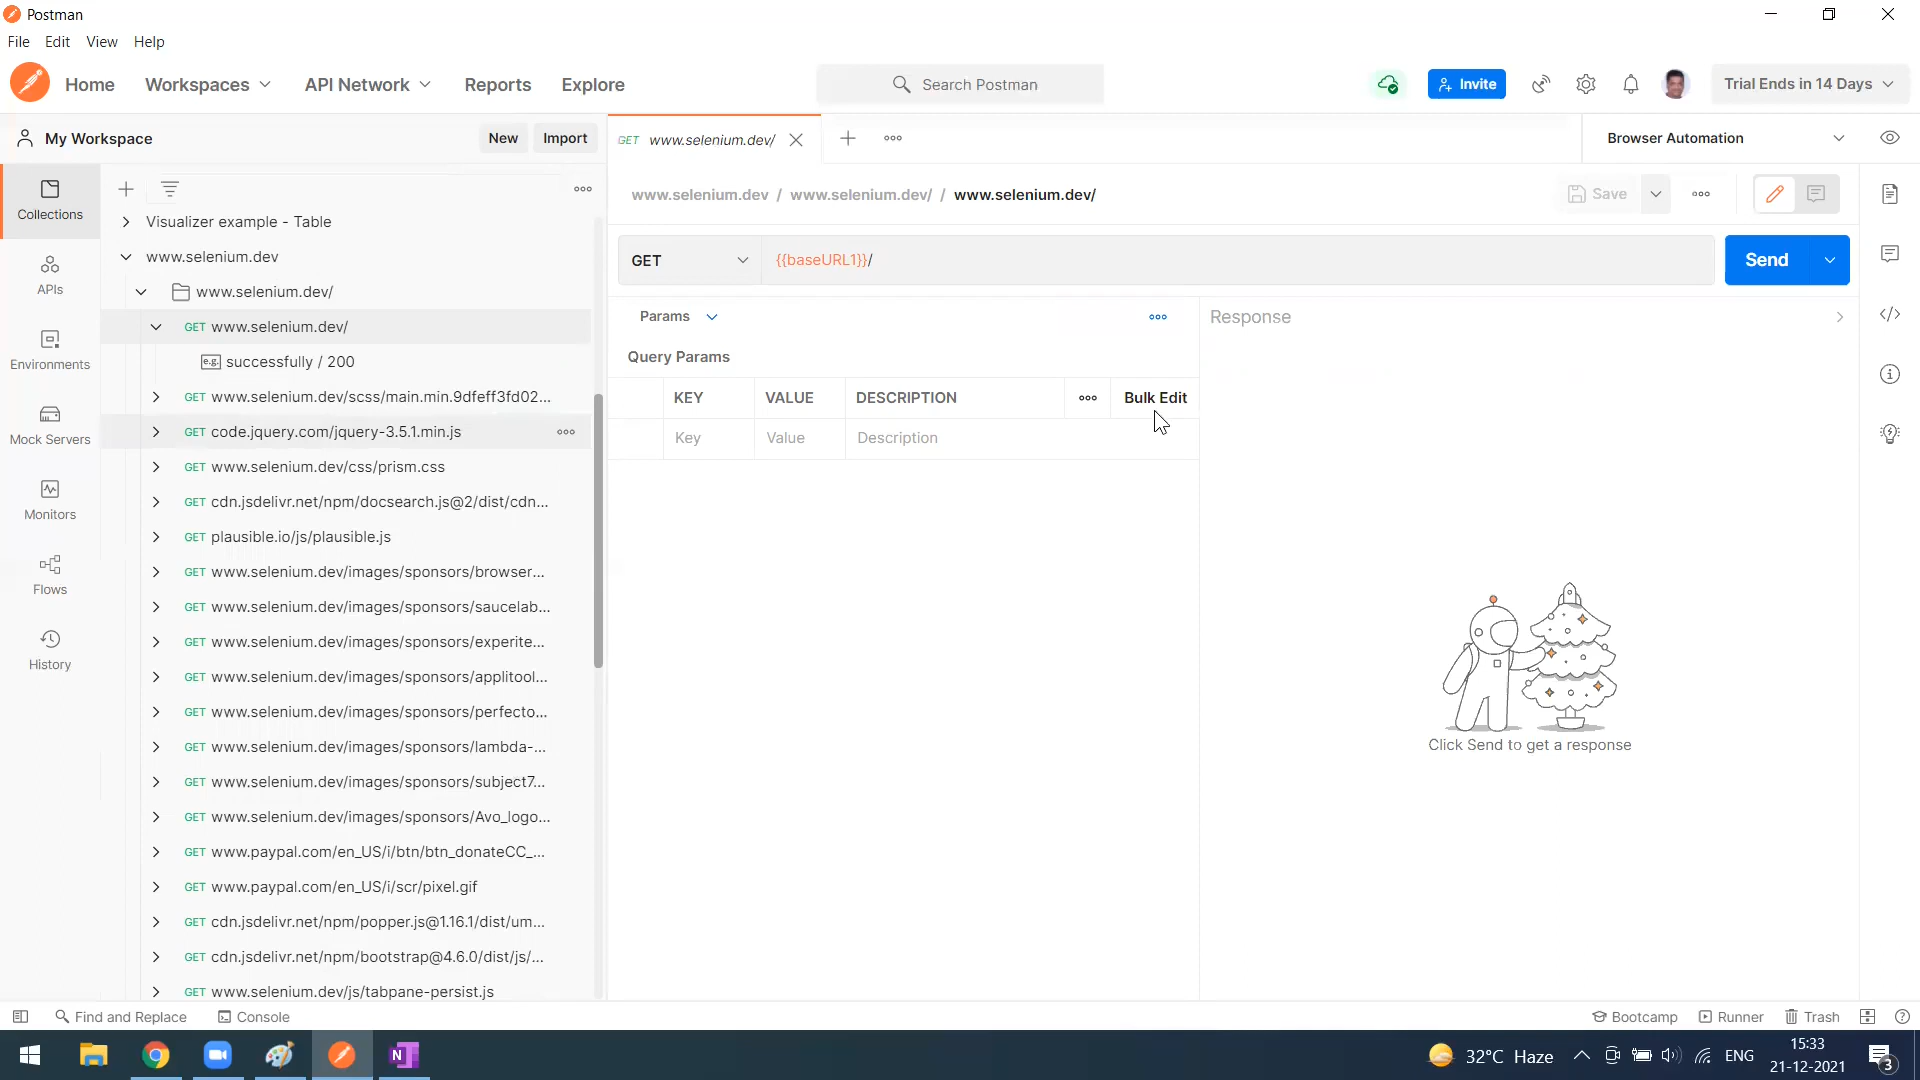 Postman
File Edit View Help
Home Workspaces API Network Reports Explore Search Postman Invite Trial Ends in 14 Days
My Workspace New Import GET www.selenium.dev/ Browser Automation
Collections
APIs
Environments
Mock Servers
Monitors
Flows
History
Visualizer example - Table
www.selenium.dev
www.selenium.dev/
GET www.selenium.dev/
e.g. successfully / 200
GET www.selenium.dev/scss/main.min.9dfeff3fd02...
GET code.jquery.com/jquery-3.5.1.min.js
GET www.selenium.dev/css/prism.css
GET cdn.jsdelivr.net/npm/docsearch.js@2/dist/cdn...
GET plausible.io/js/plausible.js
GET www.selenium.dev/images/sponsors/browser...
GET www.selenium.dev/images/sponsors/saucelab...
GET www.selenium.dev/images/sponsors/experite...
GET www.selenium.dev/images/sponsors/applitool...
GET www.selenium.dev/images/sponsors/perfecto...
GET www.selenium.dev/images/sponsors/lambda-...
GET www.selenium.dev/images/sponsors/subject7...
GET www.selenium.dev/images/sponsors/Avo_logo...
GET www.paypal.com/en_US/i/btn/btn_donateCC_...
GET www.paypal.com/en_US/i/scr/pixel.gif
GET cdn.jsdelivr.net/npm/popper.js@1.16.1/dist/um...
GET cdn.jsdelivr.net/npm/bootstrap@4.6.0/dist/js/...
GET www.selenium.dev/js/tabpane-persist.js
www.selenium.dev / www.selenium.dev/ / www.selenium.dev/ Save
GET {{baseURL1}}/ Send
Params
Query Params
KEY VALUE DESCRIPTION Bulk Edit
Key Value Description
Response
Click Send to get a response
Find and Replace Console Bootcamp Runner Trash
N 32°C Haze ENG 15:33
21-12-2021 3